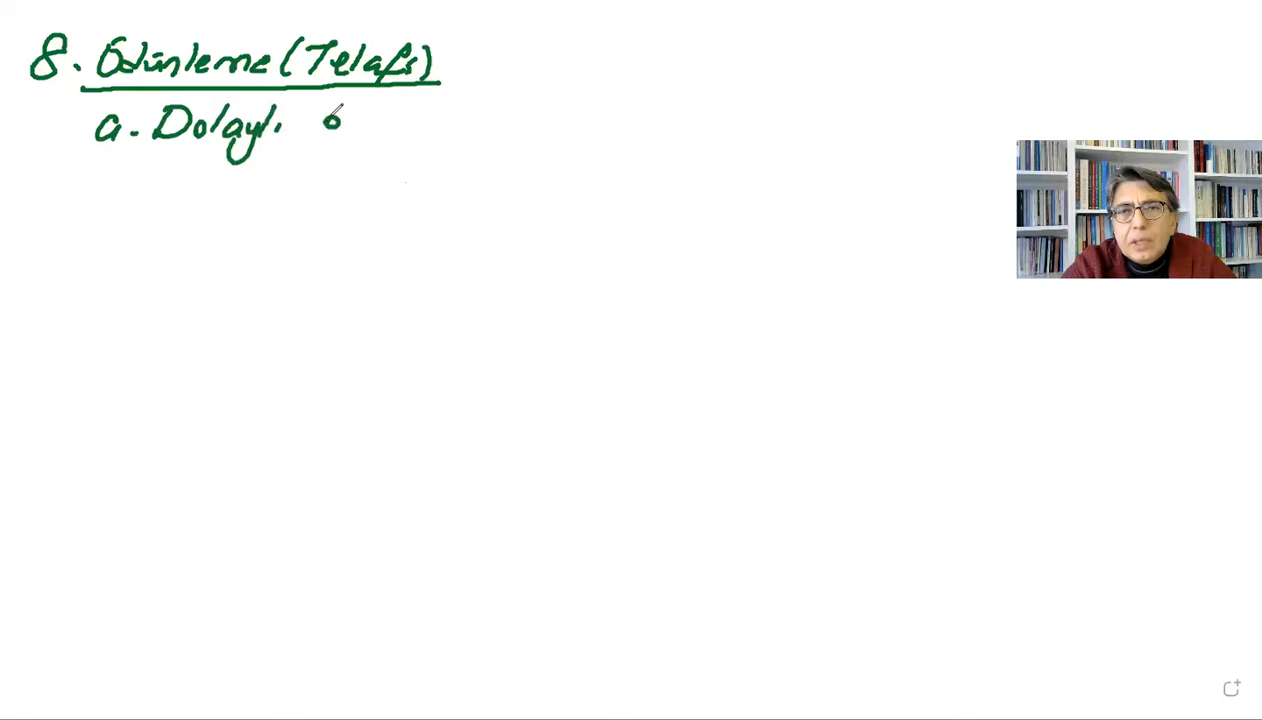 8. Ödünleme (Telafi)
a. Dolaylı ö